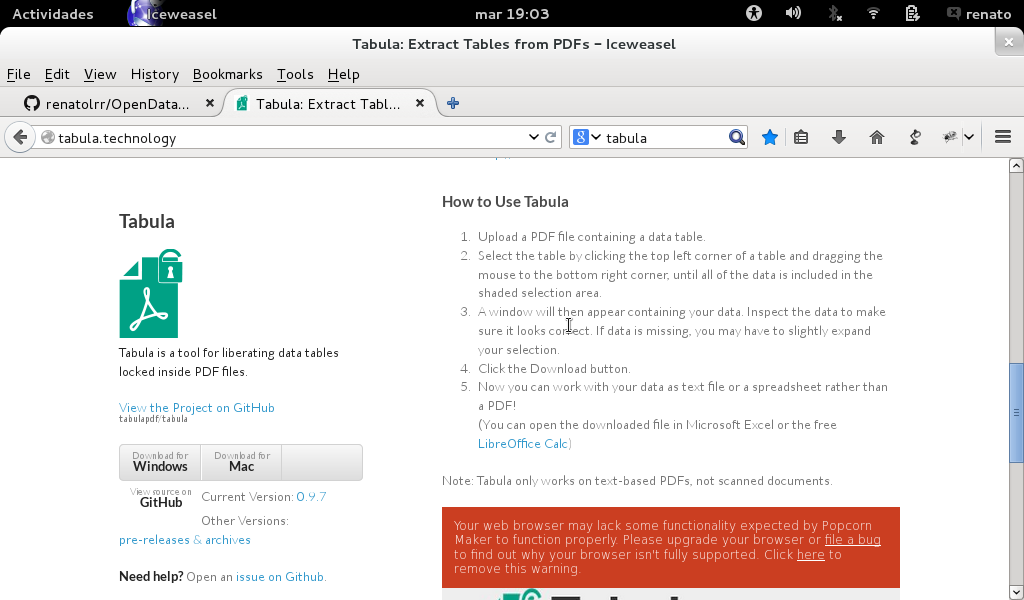 Actividades
Iceweasel
mar 19:03
renato
Tabula: Extract Tables from PDFs – Iceweasel
File Edit View History Bookmarks Tools Help
renatolrr/OpenData...
Tabula: Extract Tabl...
tabula.technology
tabula
Tabula
Tabula is a tool for liberating data tables
locked inside PDF files.
View the Project on GitHub
tabulapdf/tabula
Download for
Windows
Download for
Mac
View source on
GitHub
Current Version: 0.9.7
Other Versions:
pre-releases & archives
Need help? Open an issue on Github.
How to Use Tabula
1. Upload a PDF file containing a data table.
2. Select the table by clicking the top left corner of a table and dragging the
mouse to the bottom right corner, until all of the data is included in the
shaded selection area.
3. A window will then appear containing your data. Inspect the data to make
sure it looks correct. If data is missing, you may have to slightly expand
your selection.
4. Click the Download button.
5. Now you can work with your data as text file or a spreadsheet rather than
a PDF!
(You can open the downloaded file in Microsoft Excel or the free
LibreOffice Calc)
Note: Tabula only works on text-based PDFs, not scanned documents.
Your web browser may lack some functionality expected by Popcorn
Maker to function properly. Please upgrade your browser or file a bug
to find out why your browser isn't fully supported. Click here to
remove this warning.